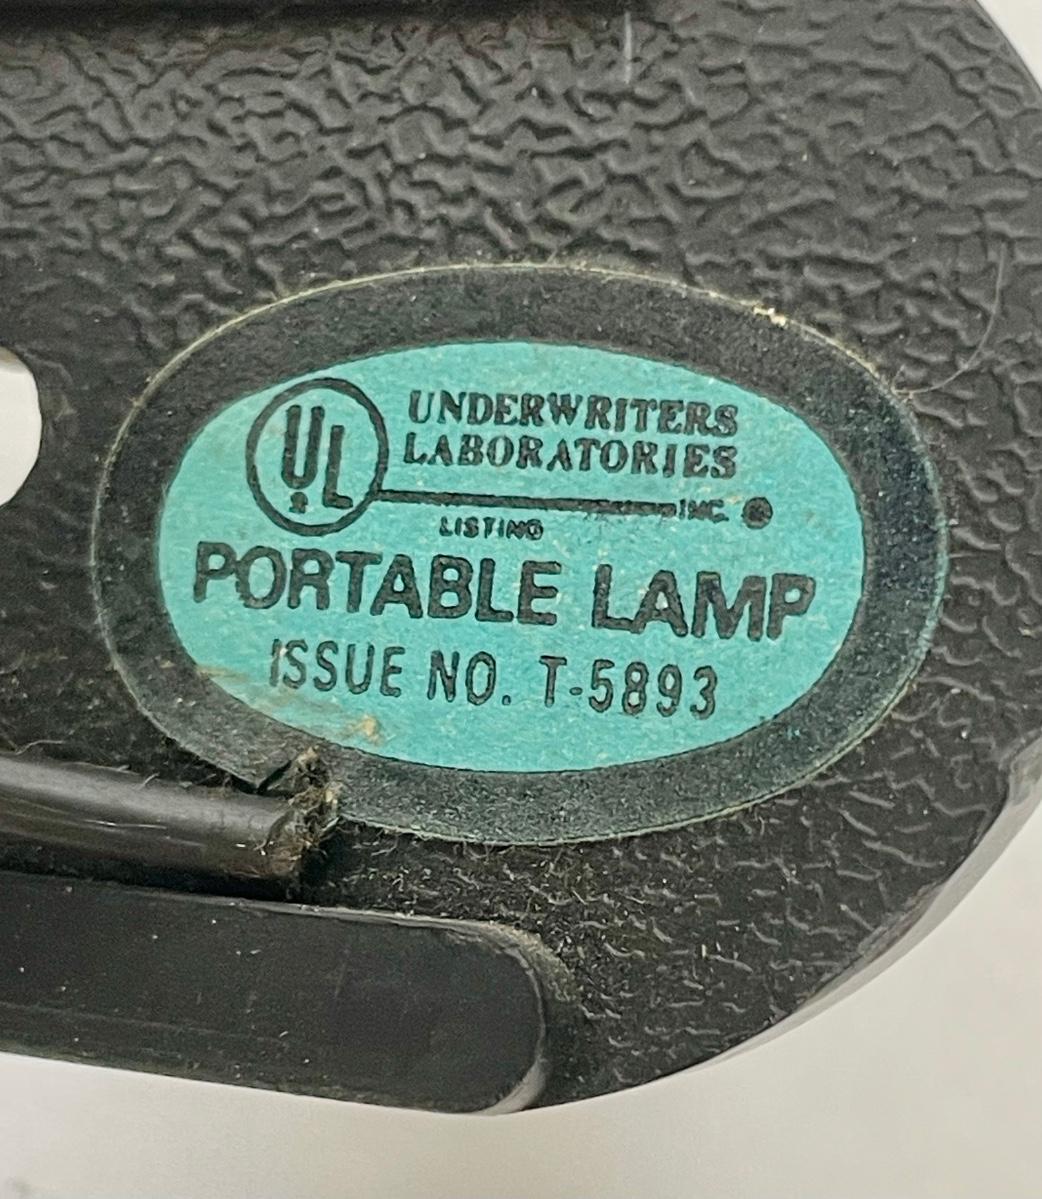 UL
UNDERWRITERS
LABORATORIES
INC. ®
LISTING
PORTABLE LAMP
ISSUE NO. T-5893